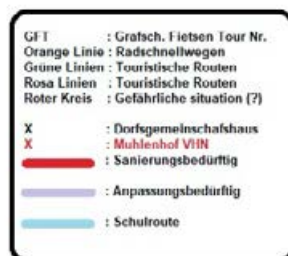 GFT : Grafsch. Fietsen Tour Nr.
Orange Linie : Radschnellwegen
Grüne Linien : Touristische Routen
Rosa Linien : Touristische Routen
Roter Kreis : Gefährliche situation (?)
X : Dorfsgemeinschafshaus
X : Muhlenhof VHN
: Sanierungsbedürftig
: Anpassungsbedürftig
: Schulroute